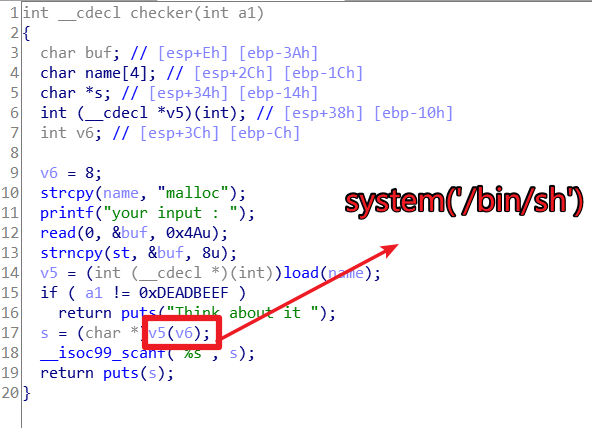 1 int __cdecl checker(int a1)
2 {
3 char buf; // [esp+Eh] [ebp-3Ah]
4 char name[4]; // [esp+2Ch] [ebp-1Ch]
5 char *s; // [esp+34h] [ebp-14h]
6 int (__cdecl *v5)(int); // [esp+38h] [ebp-10h]
7 int v6; // [esp+3Ch] [ebp-Ch]
8
9 v6 = 8;
10 strcpy(name, "malloc");
11 printf("your input : ");
12 read(0, &buf, 0x4Au);
13 strncpy(st, &buf, 8u);
14 v5 = (int (__cdecl *)(int))load(name);
15 if ( a1 != 0xDEADBEEF )
16 return puts("Think about it ");
17 s = (char *)v5(v6);
18 __isoc99_scanf("%s", s);
19 return puts(s);
20 }
system('/bin/sh')